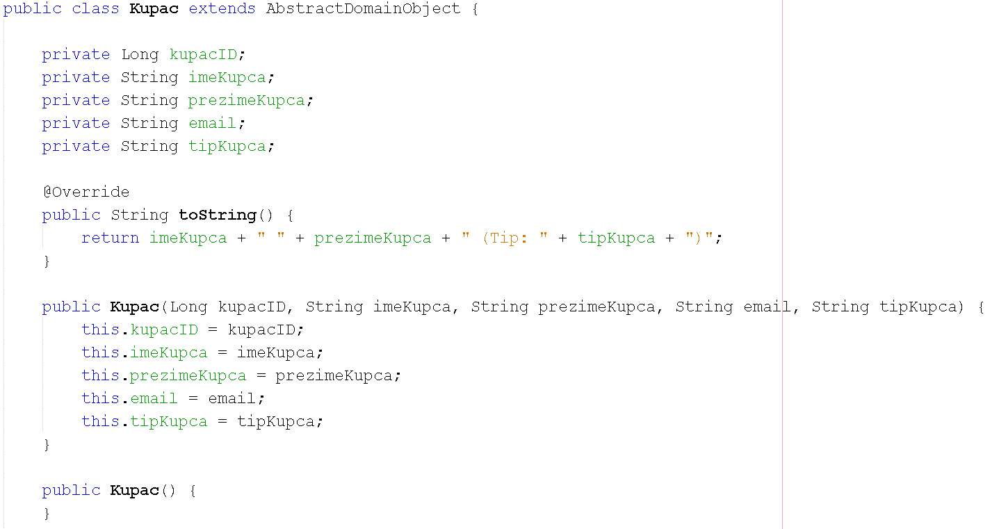 public class Kupac extends AbstractDomainObject {
private Long kupacID;
private String imeKupca;
private String prezimeKupca;
private String email;
private String tipKupca;
@Override
public String toString() {
return imeKupca + " " + prezimeKupca + " (Tip: " + tipKupca + ")";
}
public Kupac(Long kupacID, String imeKupca, String prezimeKupca, String email, String tipKupca) {
this.kupacID = kupacID;
this.imeKupca = imeKupca;
this.prezimeKupca = prezimeKupca;
this.email = email;
this.tipKupca = tipKupca;
}
public Kupac() {
}